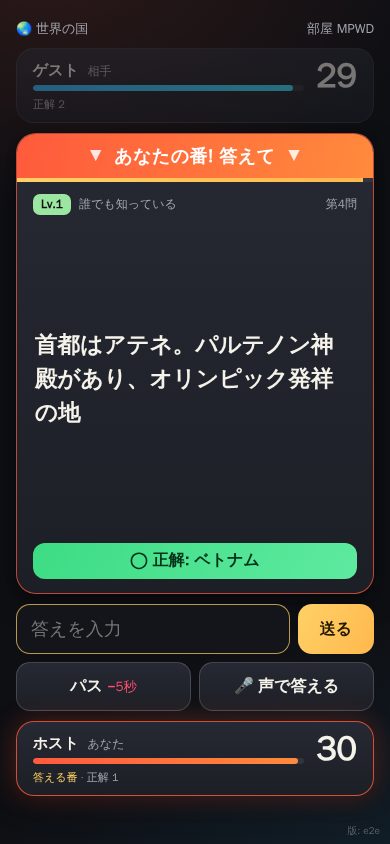 🌏 世界の国 部屋 MPWD
ゲスト 相手 29
正解 2
▼ あなたの番! 答えて ▼
Lv.1 誰でも知っている 第4問
首都はアテネ。パルテノン神
殿があり、オリンピック発祥
の地
◯ 正解: ベトナム
答えを入力 送る
パス −5秒 🎤 声で答える
ホスト あなた 30
答える番 · 正解 1
版: e2e